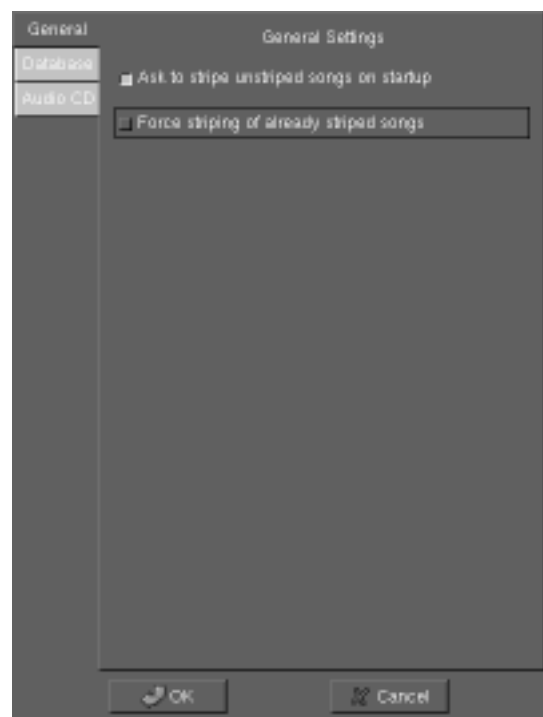 General
Database
Audio CD
General Settings
Ask to stripe unstriped songs on startup
Force striping of already striped songs
OK
Cancel